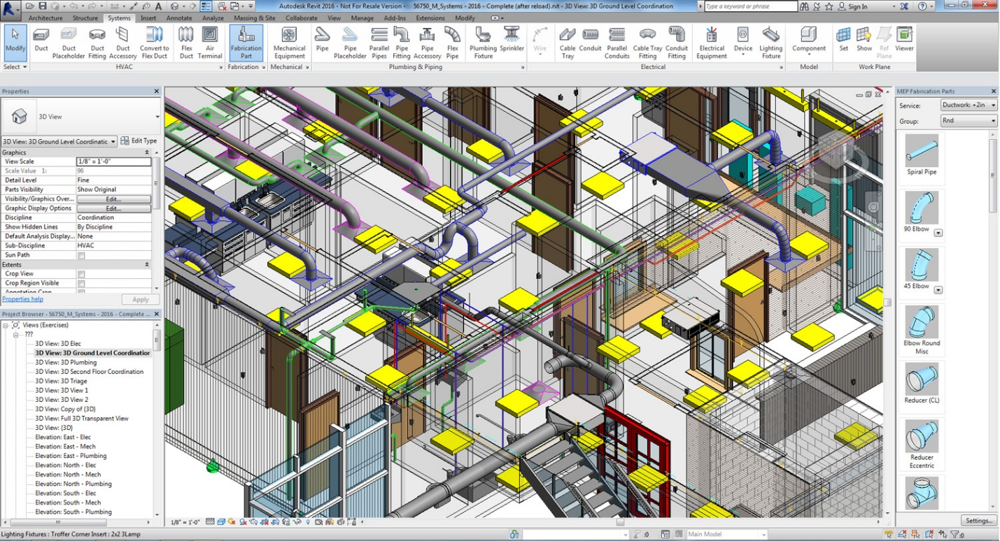 Autodesk Revit 2016 - Not For Resale Version - 56750_M_Systems - 2016 - Complete (after reload).rvt - 3D View: 3D Ground Level Coordination
Type a keyword or phrase
Sign In
Architecture Structure Systems Insert Annotate Analyze Massing & Site Collaborate View Manage Add-Ins Extensions Modify
Modify
Duct
Duct Placeholder
Duct Fitting
Duct Accessory
Convert to Flex Duct
Flex Duct
Air Terminal
Fabrication Part
Mechanical Equipment
Pipe
Pipe Placeholder
Parallel Pipes
Pipe Fitting
Pipe Accessory
Flex Pipe
Plumbing Fixture
Sprinkler
Wire
Cable Tray
Conduit
Parallel Conduits
Cable Tray Fitting
Conduit Fitting
Electrical Equipment
Device
Lighting Fixture
Component
Set
Show
Ref Plane
Viewer
Select HVAC Fabrication Mechanical Plumbing & Piping Electrical Model Work Plane
Properties
3D View
3D View: 3D Ground Level Coordinatic
Edit Type
Graphics
View Scale 1/8" = 1'-0"
Scale Value 1: 96
Detail Level Fine
Parts Visibility Show Original
Visibility/Graphics Over... Edit...
Graphic Display Options Edit...
Discipline Coordination
Show Hidden Lines By Discipline
Default Analysis Display... None
Sub-Discipline HVAC
Sun Path
Extents
Crop View
Crop Region Visible
Annotation Crop
Properties help
Apply
Project Browser - 56750_M_Systems - 2016 - Complete ...
Views (Exercises)
???
3D View: 3D Elec
3D View: 3D Ground Level Coordinatior
3D View: 3D Plumbing
3D View: 3D Second Floor Coordination
3D View: 3D Triage
3D View: 3D View 1
3D View: 3D View 2
3D View: Copy of {3D}
3D View: Full 3D Transparent View
3D View: {3D}
Elevation: East - Elec
Elevation: East - Mech
Elevation: East - Plumbing
Elevation: North - Elec
Elevation: North - Mech
Elevation: North - Plumbing
Elevation: South - Elec
Elevation: South - Mech
Elevation: South - Plumbing
MEP Fabrication Parts
Service: Ductwork: +2in
Group: Rnd
Spiral Pipe
90 Elbow
45 Elbow
Elbow Round
Misc
Reducer (CL)
Reducer
Eccentric
Settings...
1/8" = 1'-0"
Lighting Fixtures : Troffer Corner Insert : 2x2 3Lamp
:0
Main Model
:0